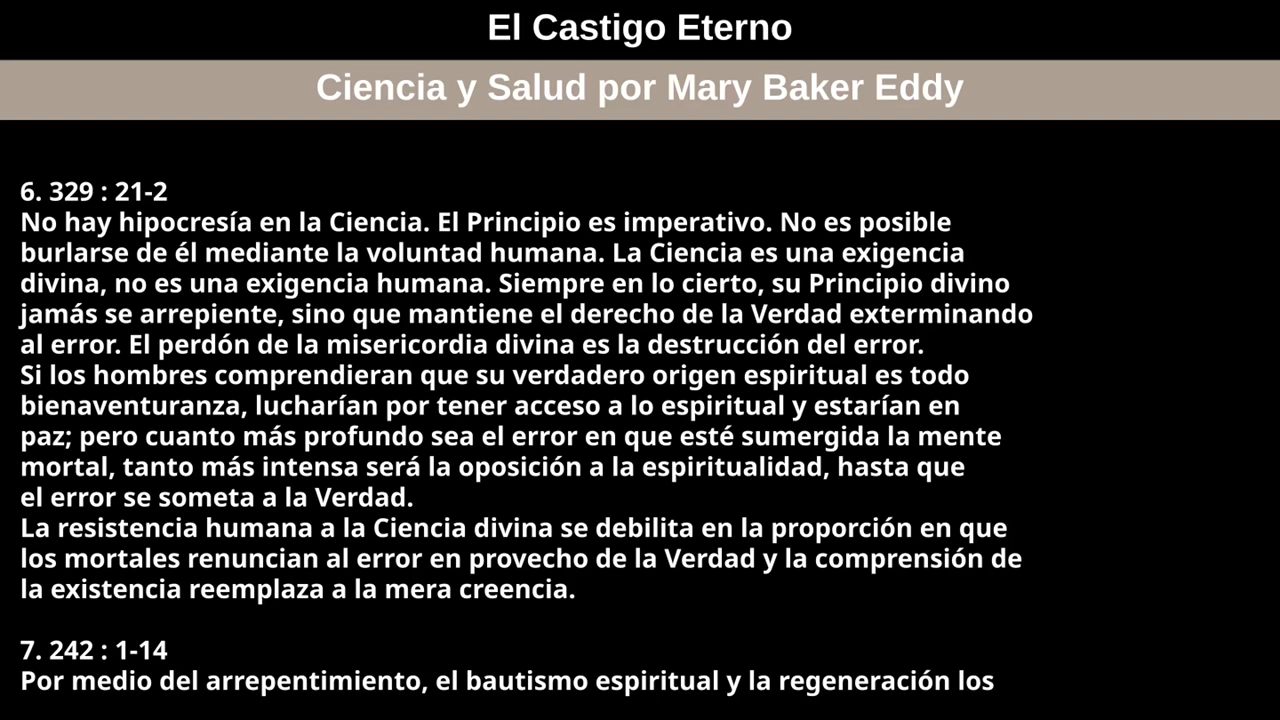 El Castigo Eterno
Ciencia y Salud por Mary Baker Eddy
6. 329 : 21-2
No hay hipocresía en la Ciencia. El Principio es imperativo. No es posible
burlarse de él mediante la voluntad humana. La Ciencia es una exigencia
divina, no es una exigencia humana. Siempre en lo cierto, su Principio divino
jamás se arrepiente, sino que mantiene el derecho de la Verdad exterminando
al error. El perdón de la misericordia divina es la destrucción del error.
Si los hombres comprendieran que su verdadero origen espiritual es todo
bienaventuranza, lucharían por tener acceso a lo espiritual y estarían en
paz; pero cuanto más profundo sea el error en que esté sumergida la mente
mortal, tanto más intensa será la oposición a la espiritualidad, hasta que
el error se someta a la Verdad.
La resistencia humana a la Ciencia divina se debilita en la proporción en que
los mortales renuncian al error en provecho de la Verdad y la comprensión de
la existencia reemplaza a la mera creencia.
7. 242 : 1-14
Por medio del arrepentimiento, el bautismo espiritual y la regeneración los